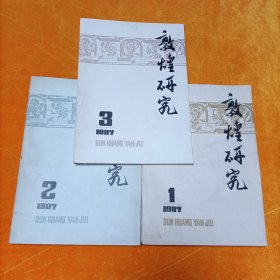 敦煌研究
3
1987
DUN HUANG YAN JIU
究
2
1987
DUN HUANG YAN JIU
敦煌研究
1
1987
DUN HUANG YAN JIU